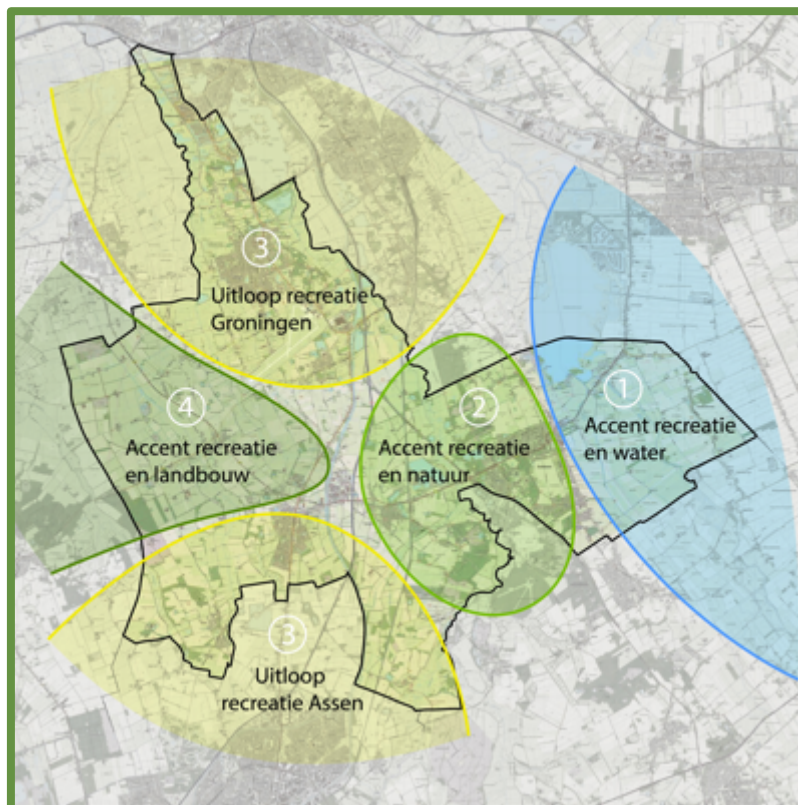 3
Uitloop recreatie
Groningen
1
Accent recreatie
en water
2
Accent recreatie
en natuur
4
Accent recreatie
en landbouw
3
Uitloop
recreatie Assen